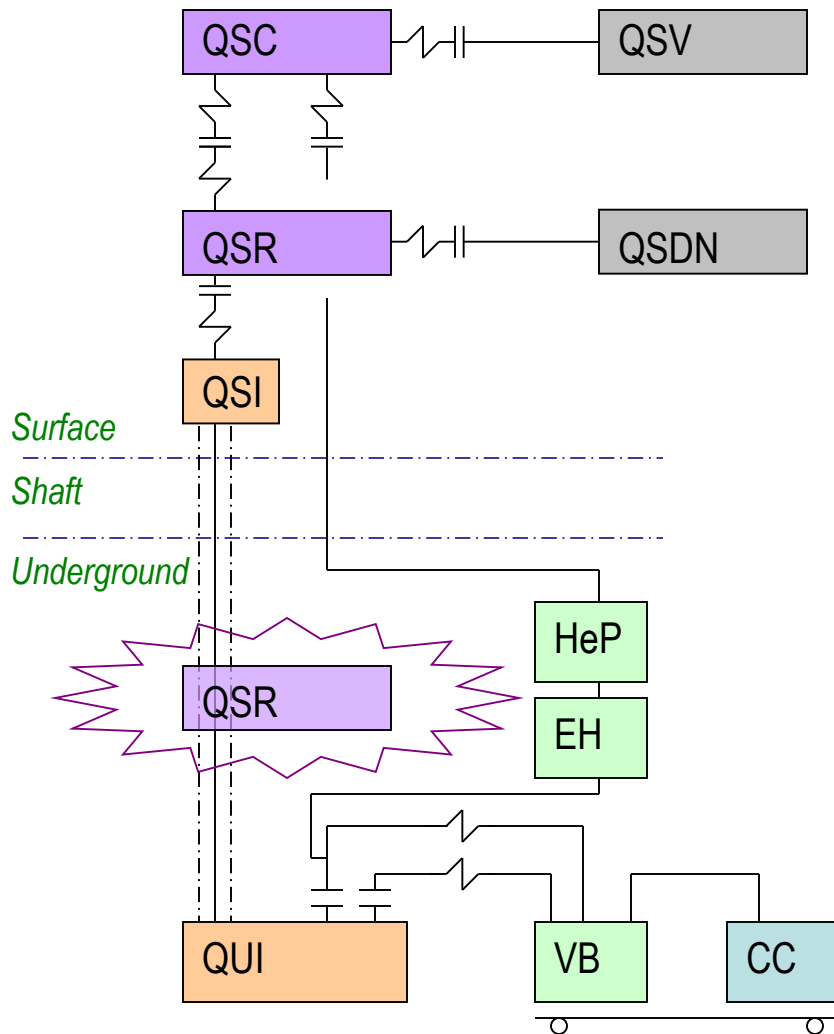 QSC
QSV
QSR
QSDN
QSI
Surface
Shaft
Underground
HeP
QSR
EH
QUI
VB
CC